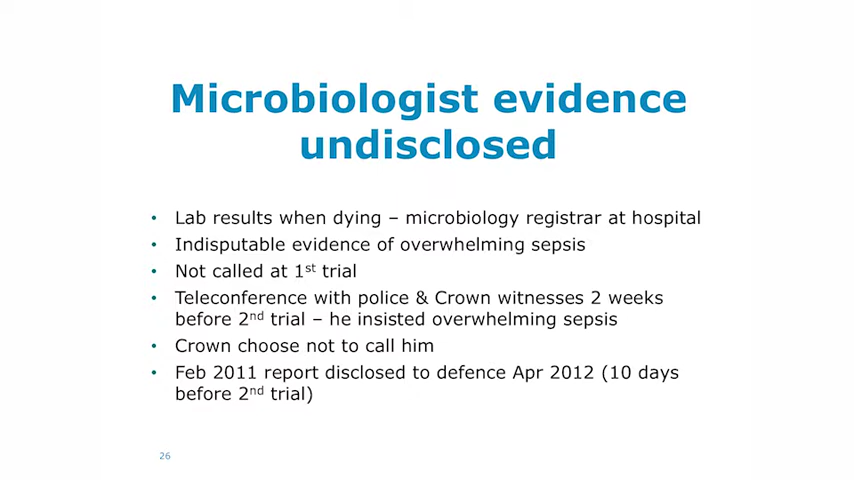 Microbiologist evidence
undisclosed
• Lab results when dying – microbiology registrar at hospital
• Indisputable evidence of overwhelming sepsis
• Not called at 1st trial
• Teleconference with police & Crown witnesses 2 weeks
before 2nd trial – he insisted overwhelming sepsis
• Crown choose not to call him
• Feb 2011 report disclosed to defence Apr 2012 (10 days
before 2nd trial)
26